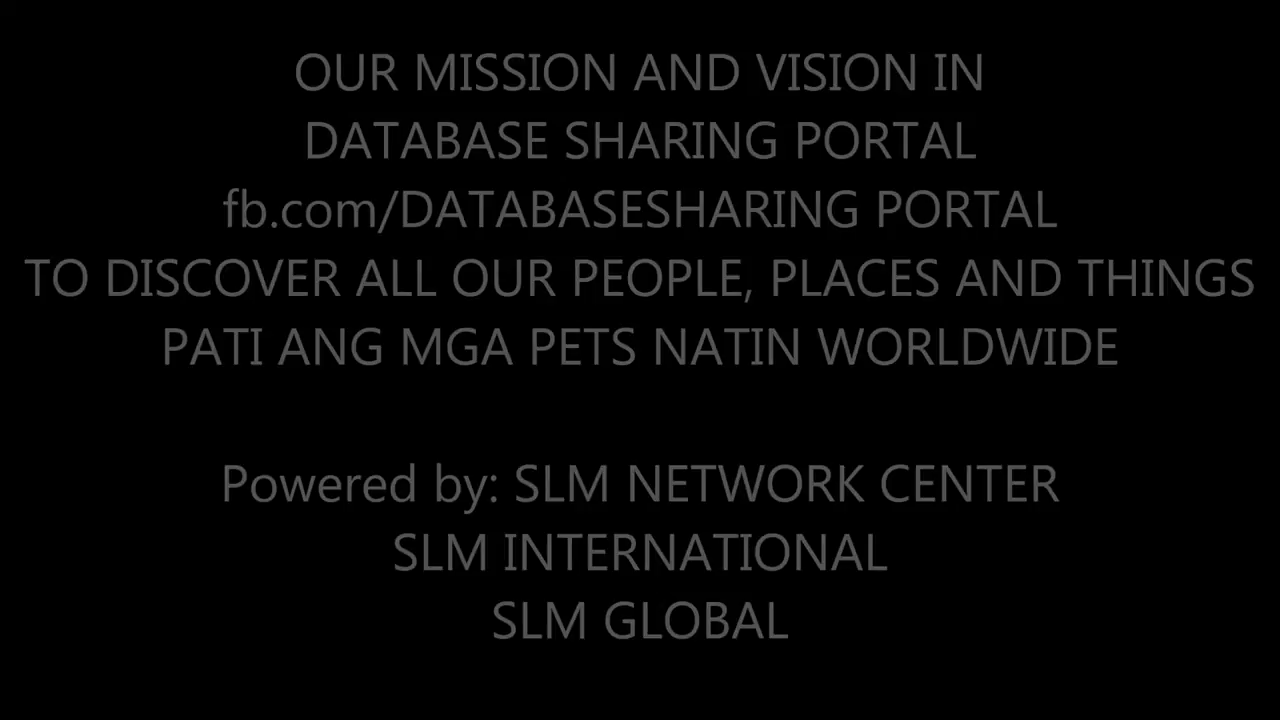 OUR MISSION AND VISION IN
DATABASE SHARING PORTAL
fb.com/DATABASESHARING PORTAL
TO DISCOVER ALL OUR PEOPLE, PLACES AND THINGS
PATI ANG MGA PETS NATIN WORLDWIDE
Powered by: SLM NETWORK CENTER
SLM INTERNATIONAL
SLM GLOBAL